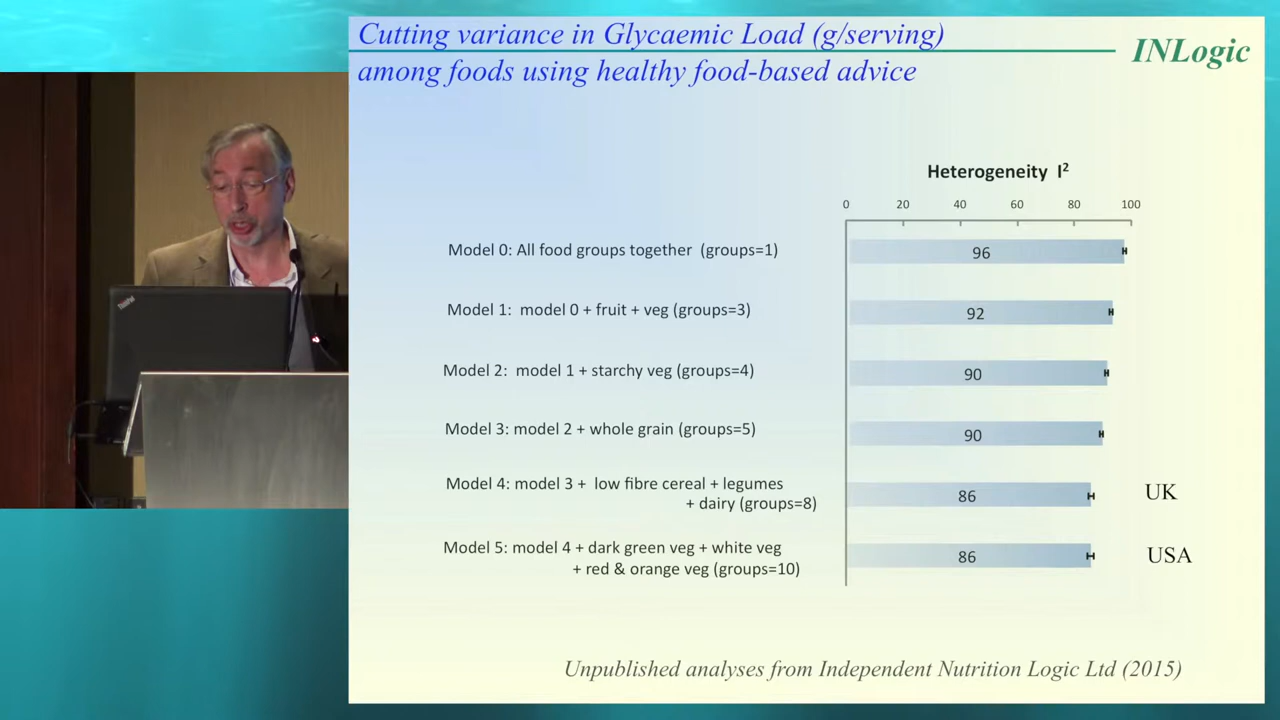 Cutting variance in Glycaemic Load (g/serving)
among foods using healthy food-based advice
INLogic
Heterogeneity I²
0 20 40 60 80 100
Model 0: All food groups together (groups=1)
96
Model 1: model 0 + fruit + veg (groups=3)
92
Model 2: model 1 + starchy veg (groups=4)
90
Model 3: model 2 + whole grain (groups=5)
90
Model 4: model 3 + low fibre cereal + legumes
+ dairy (groups=8)
86
UK
Model 5: model 4 + dark green veg + white veg
+ red & orange veg (groups=10)
86
USA
Unpublished analyses from Independent Nutrition Logic Ltd (2015)
ThinkPad